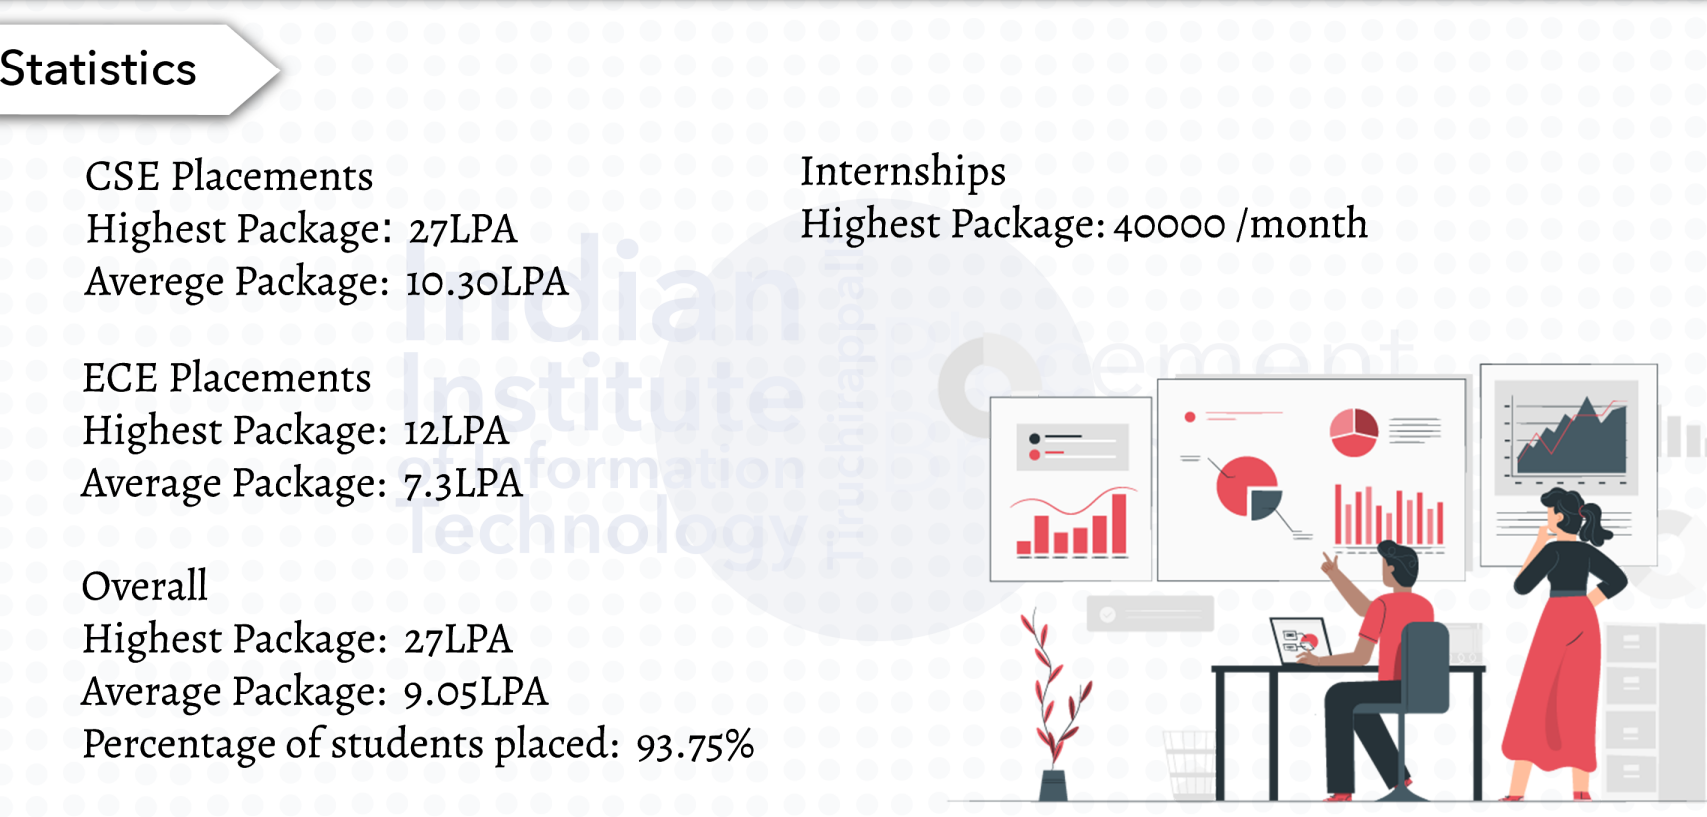 Statistics
CSE Placements
Highest Package: 27LPA
Averege Package: 10.30LPA
ECE Placements
Highest Package: 12LPA
Average Package: 7.3LPA
Overall
Highest Package: 27LPA
Average Package: 9.05LPA
Percentage of students placed: 93.75%
Internships
Highest Package: 40000 /month
Indian
Institute
of Information
Technology
Tiruchirappalli